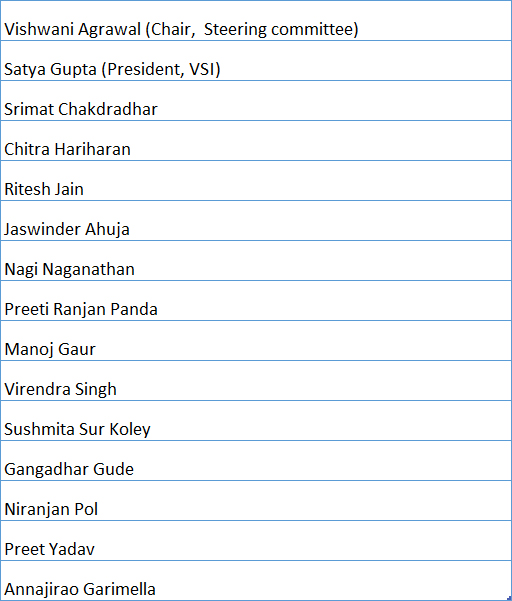 Vishwani Agrawal (Chair,  Steering committee)
Satya Gupta (President, VSI)
Srimat Chakdradhar
Chitra Hariharan
Ritesh Jain
Jaswinder Ahuja
Nagi Naganathan
Preeti Ranjan Panda
Manoj Gaur
Virendra Singh
Sushmita Sur Koley
Gangadhar Gude
Niranjan Pol
Preet Yadav
Annajirao Garimella